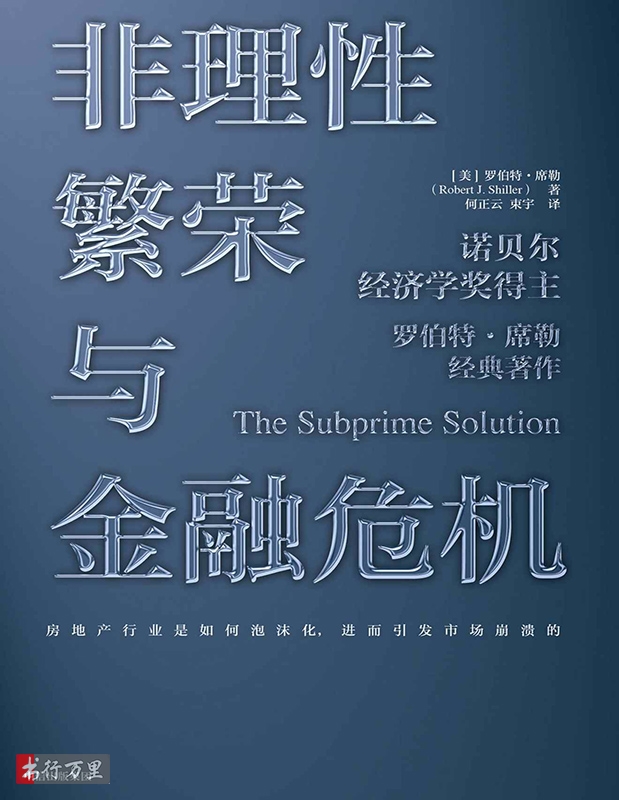 非理性
繁荣
[美] 罗伯特·席勒
(Robert J. Shiller) 著
何正云 束宇 译
诺贝尔
经济学奖得主
罗伯特·席勒
经典著作
与
The Subprime Solution
金融危机
房地产行业是如何泡沫化,进而引发市场崩溃的
书行万里